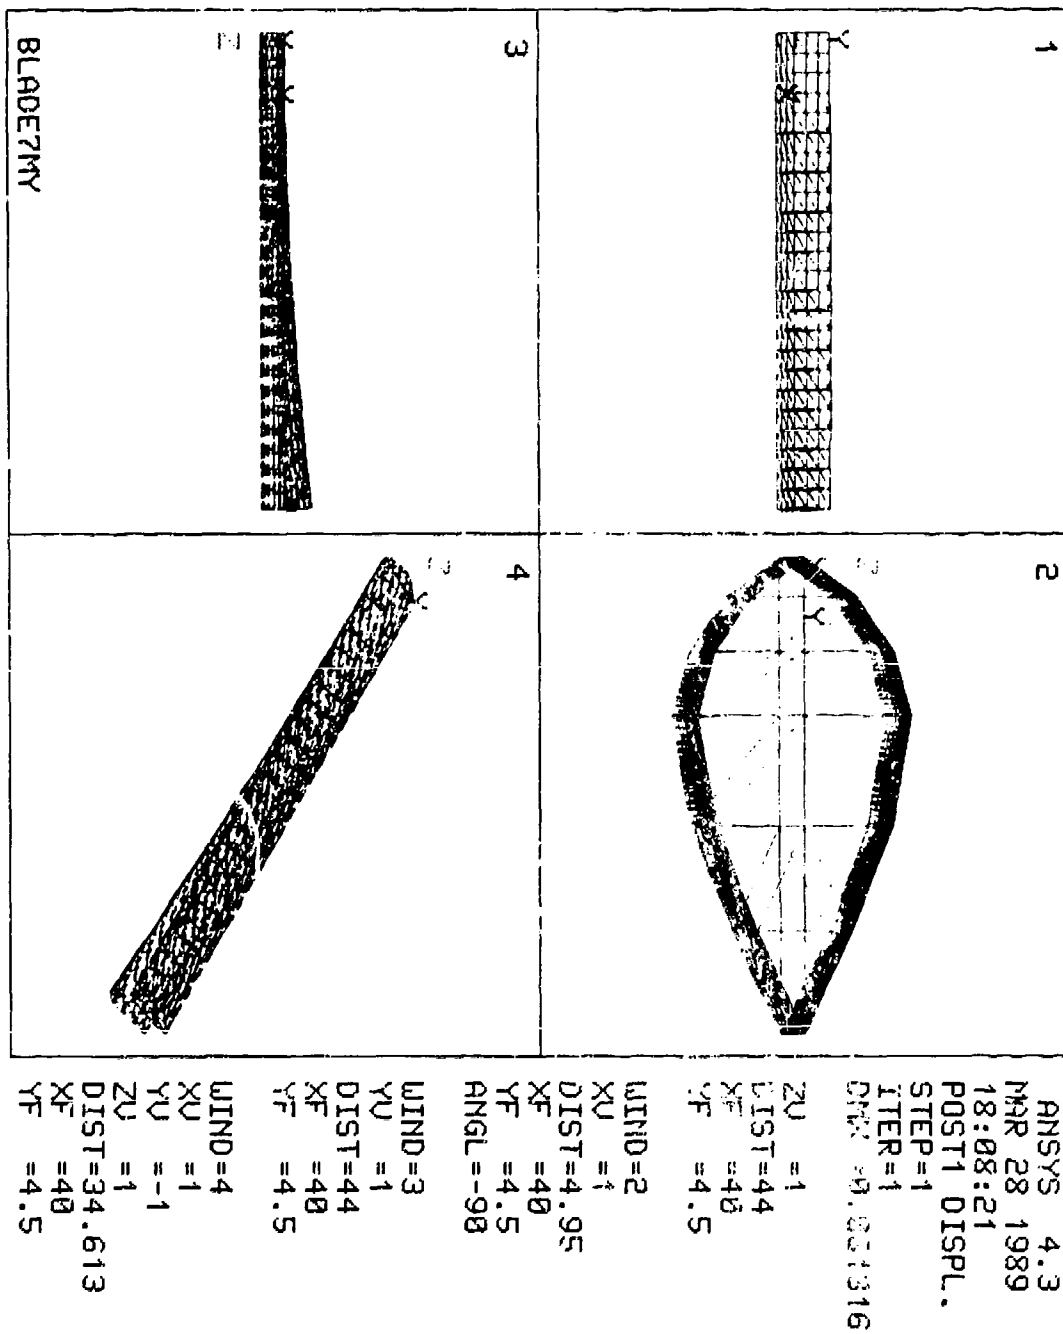 1
2
3
4
Y
X
Y
Z
Y
Y
Z
Y
Z
Y
BLADE7MY
ANSYS 4.3
MAR 28 1989
18:08:21
POST1 DISPL.
STEP=1
ITER=1
ZV =1
DIST=44
XF =40
YF =4.5
WIND=2
XV =1
DIST=4.95
XF =40
YF =4.5
ANGL=-90
WIND=3
YV =1
DIST=44
XF =40
YF =4.5
WIND=4
XV =1
YV =-1
ZV =1
DIST=34.613
XF =40
YF =4.5